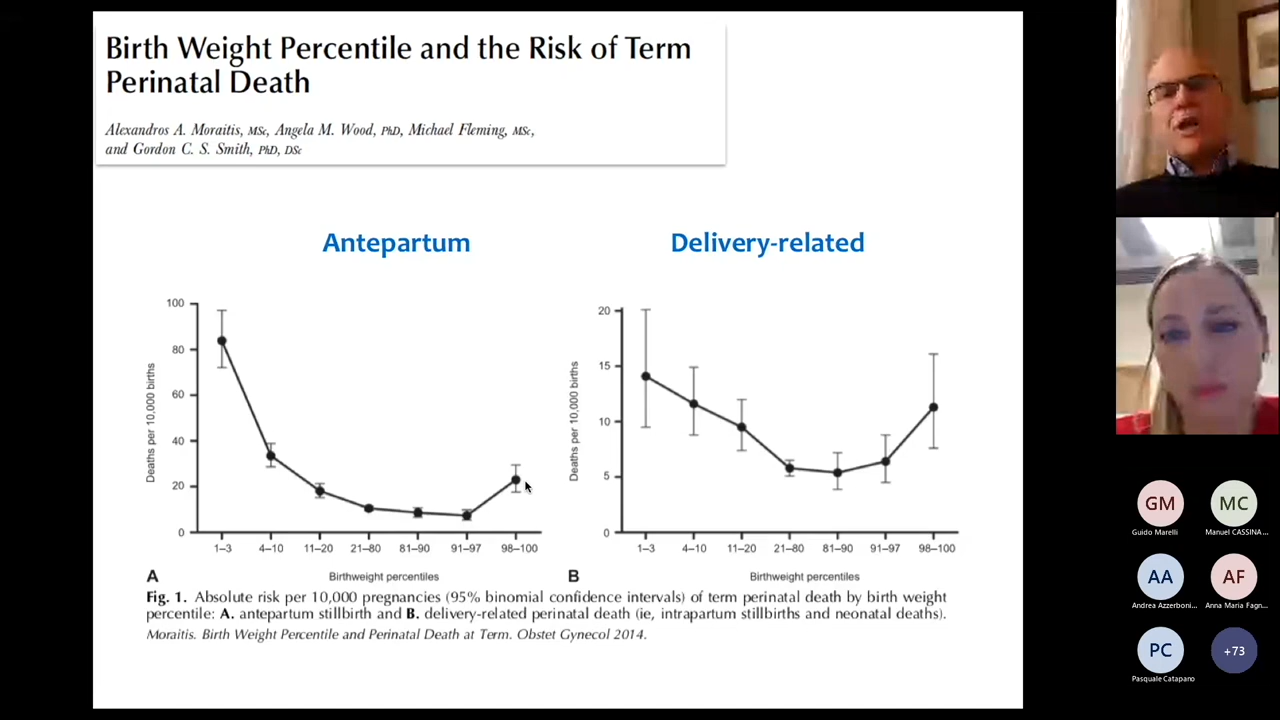 Birth Weight Percentile and the Risk of Term
Perinatal Death
Alexandros A. Moraitis, MSc, Angela M. Wood, PhD, Michael Fleming, MSc,
and Gordon C. S. Smith, PhD, DSc
Antepartum
Delivery-related
Deaths per 10,000 births
100
80
60
40
20
0
1–3 4–10 11–20 21–80 81–90 91–97 98–100
A
Birthweight percentiles
Deaths per 10,000 births
20
15
10
5
0
1–3 4–10 11–20 21–80 81–90 91–97 98–100
B
Birthweight percentiles
Fig. 1. Absolute risk per 10,000 pregnancies (95% binomial confidence intervals) of term perinatal death by birth weight
percentile: A. antepartum stillbirth and B. delivery-related perinatal death (ie, intrapartum stillbirths and neonatal deaths).
Moraitis. Birth Weight Percentile and Perinatal Death at Term. Obstet Gynecol 2014.
GM
Guido Marelli
MC
Manuel CASSINA...
AA
Andrea Azzerboni...
AF
Anna Maria Fagn...
PC
Pasquale Catapano
+73